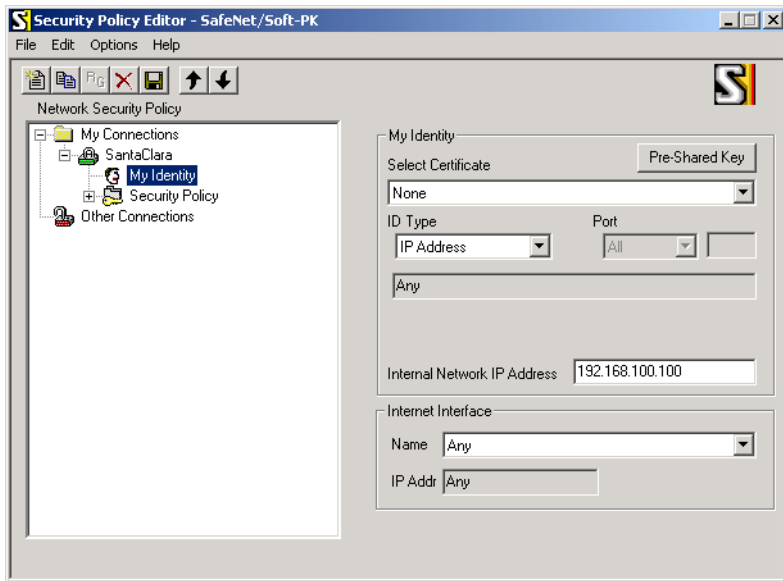 Security Policy Editor - SafeNet/Soft-PK
File Edit Options Help
Network Security Policy
My Connections
SantaClara
My Identity
Security Policy
Other Connections
My Identity
Select Certificate
Pre-Shared Key
None
ID Type
Port
IP Address
All
Any
Internal Network IP Address
192.168.100.100
Internet Interface
Name
Any
IP Addr
Any